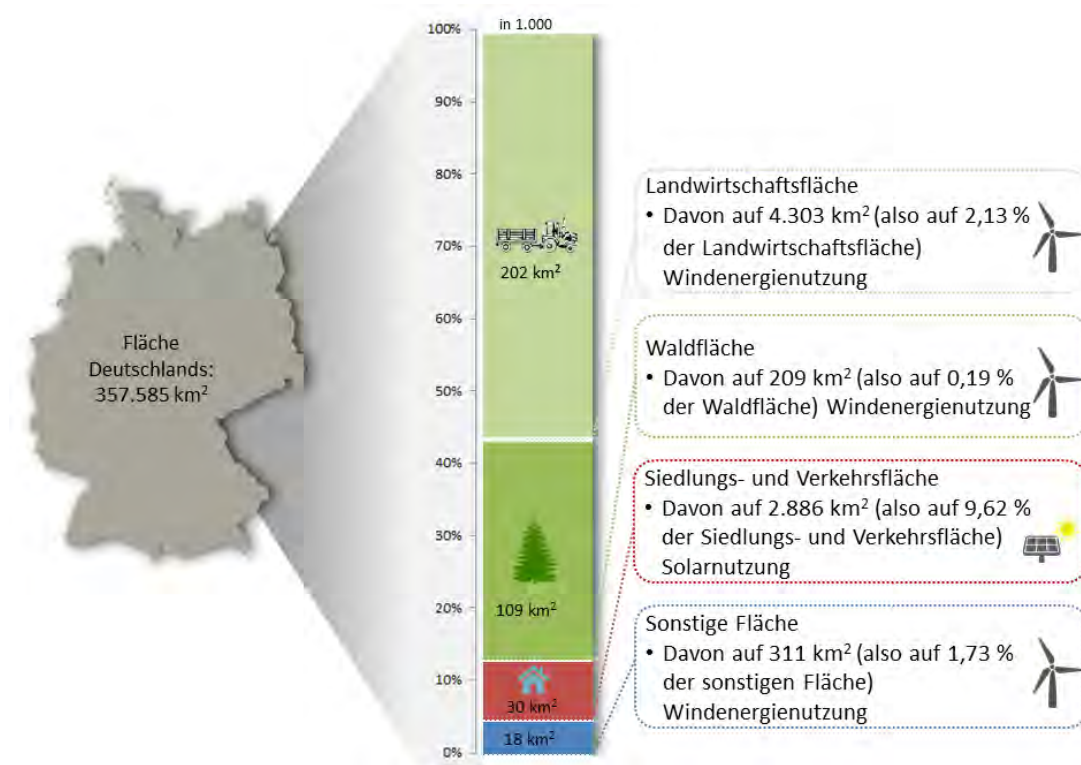 in 1.000
100%
90%
80%
70%
60%
50%
40%
30%
20%
10%
0%
Fläche
Deutschlands:
357.585 km²
202 km²
109 km²
30 km²
18 km²
Landwirtschaftsfläche
• Davon auf 4.303 km² (also auf 2,13 %
der Landwirtschaftsfläche)
Windenergienutzung
Waldfläche
• Davon auf 209 km² (also auf 0,19 %
der Waldfläche) Windenergienutzung
Siedlungs- und Verkehrsfläche
• Davon auf 2.886 km² (also auf 9,62 %
der Siedlungs- und Verkehrsfläche)
Solarnutzung
Sonstige Fläche
• Davon auf 311 km² (also auf 1,73 %
der sonstigen Fläche)
Windenergienutzung